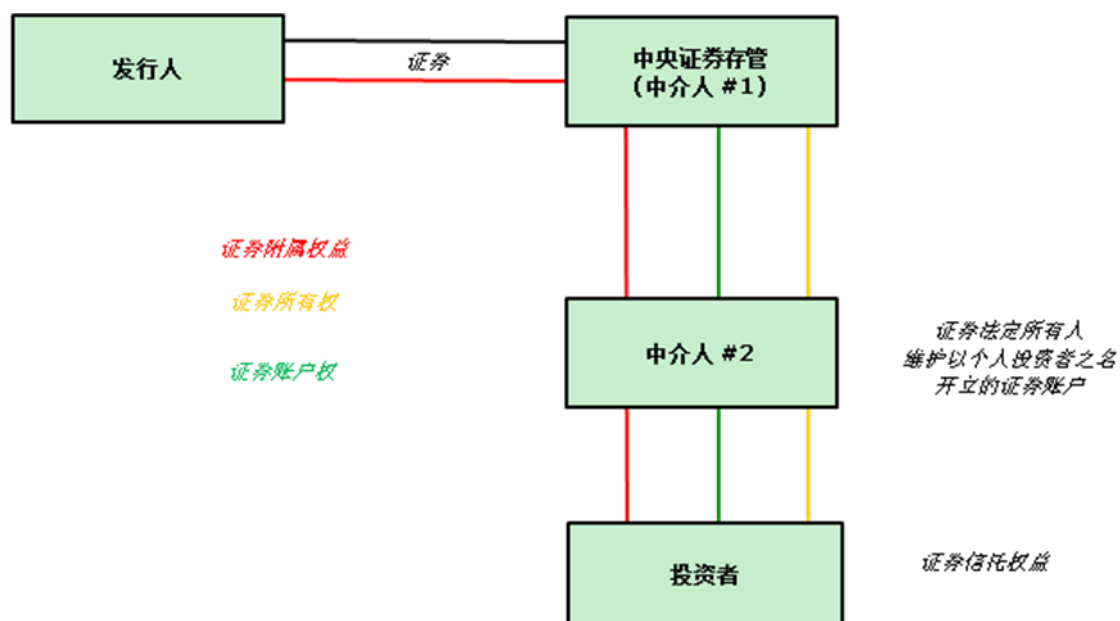 发行人
证券
中央证券存管
（中介人 #1）
证券附属权益
证券所有权
证券账户权
中介人 #2
证券法定所有人
维护以个人投资者之名
开立的证券账户
投资者
证券信托权益